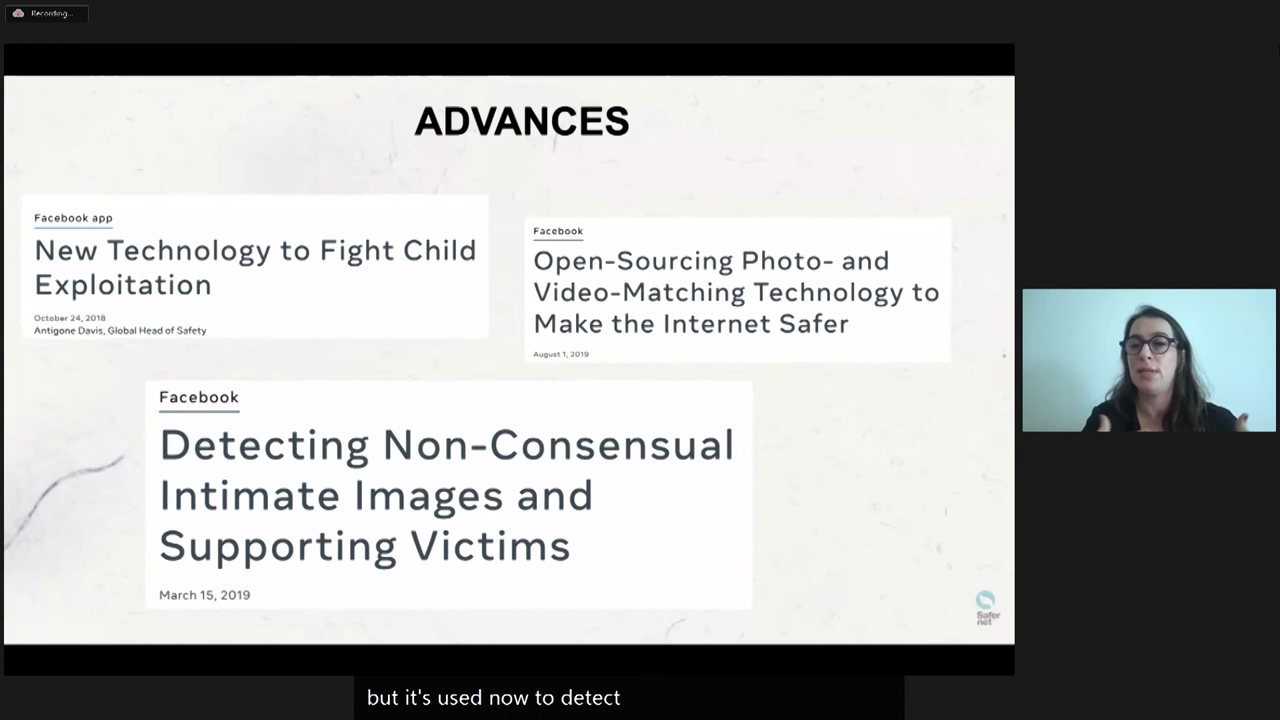 Recording...
ADVANCES
Facebook app
New Technology to Fight Child
Exploitation
October 24, 2018
Antigone Davis, Global Head of Safety
Facebook
Open-Sourcing Photo- and
Video-Matching Technology to
Make the Internet Safer
August 1, 2019
Facebook
Detecting Non-Consensual
Intimate Images and
Supporting Victims
March 15, 2019
Safer
net
but it's used now to detect